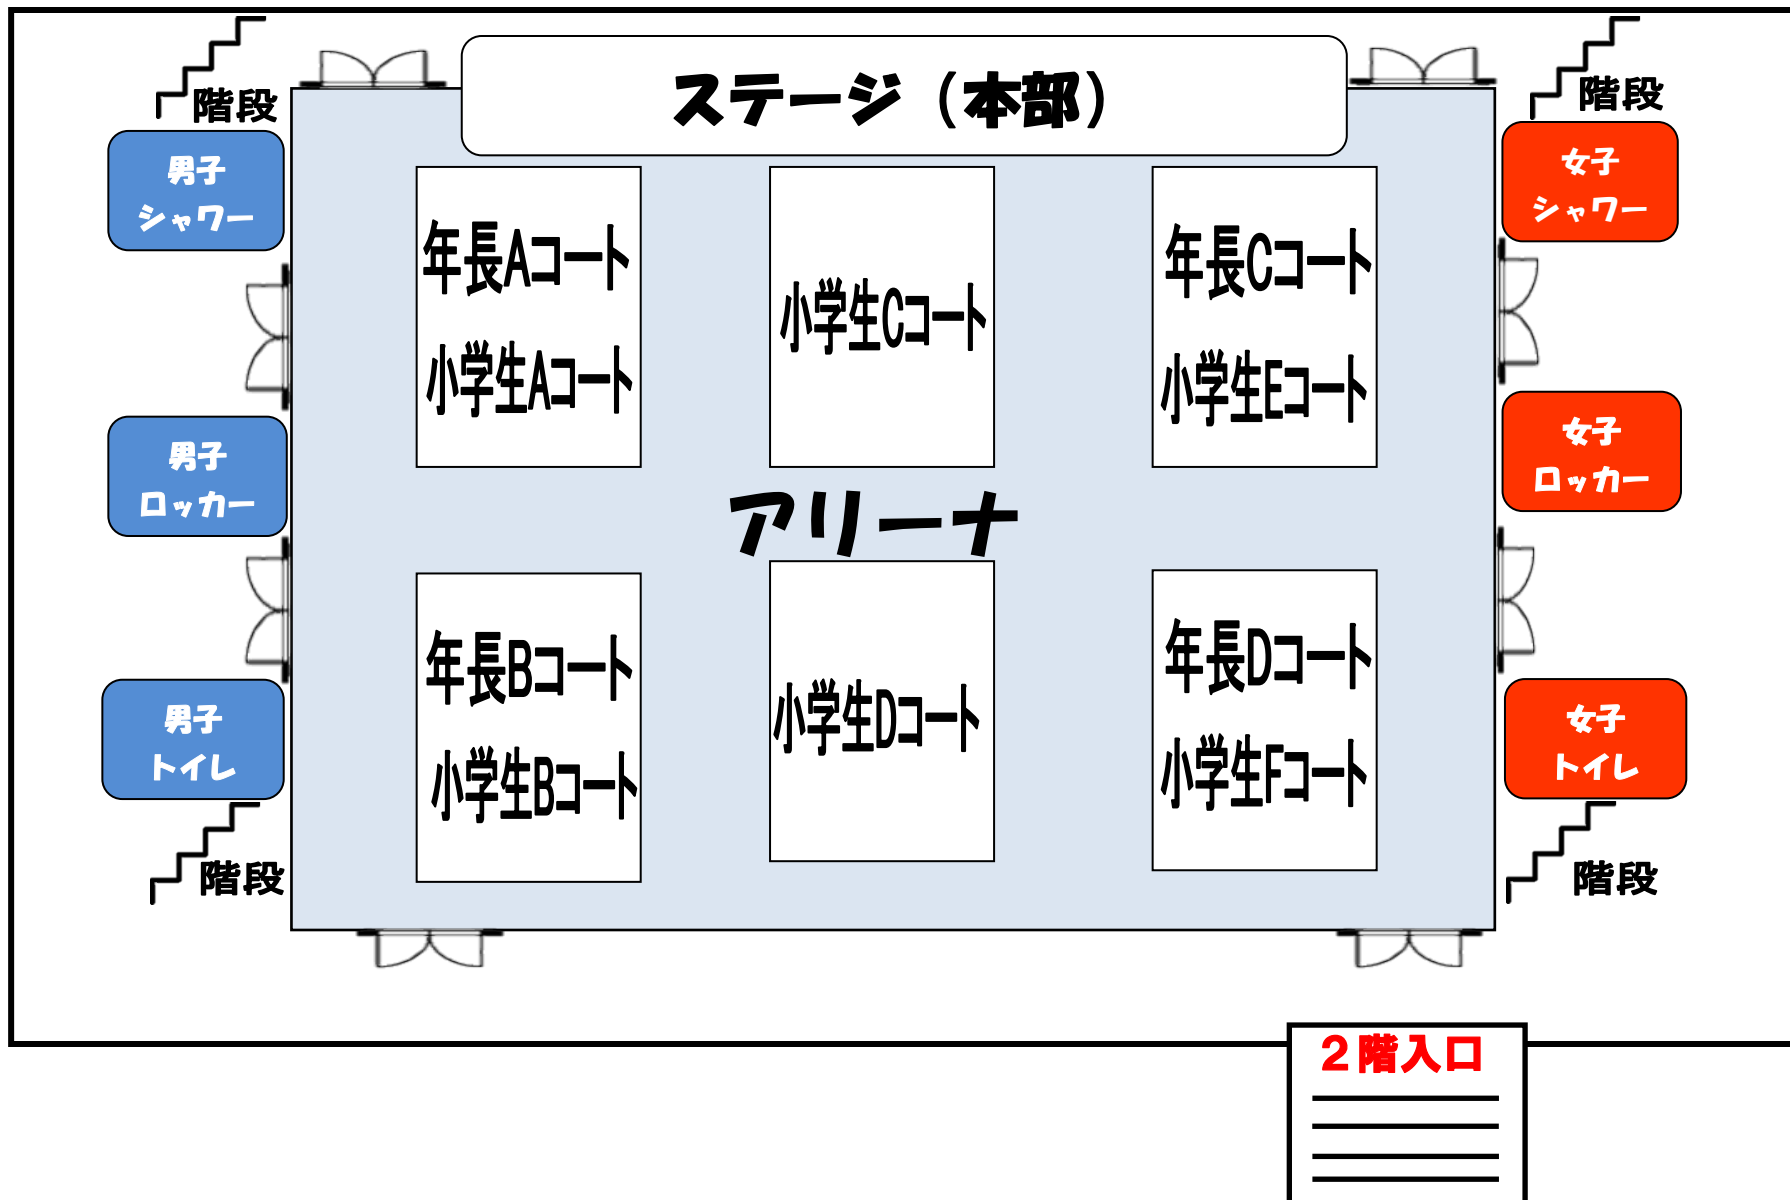 階段
ステージ（本部）
階段
男子
シャワー
女子
シャワー
年長Aコート
小学生Aコート
小学生Cコート
年長Cコート
小学生Eコート
男子
ロッカー
女子
ロッカー
アリーナ
年長Bコート
小学生Bコート
小学生Dコート
年長Dコート
小学生Fコート
男子
トイレ
女子
トイレ
階段
階段
２階入口